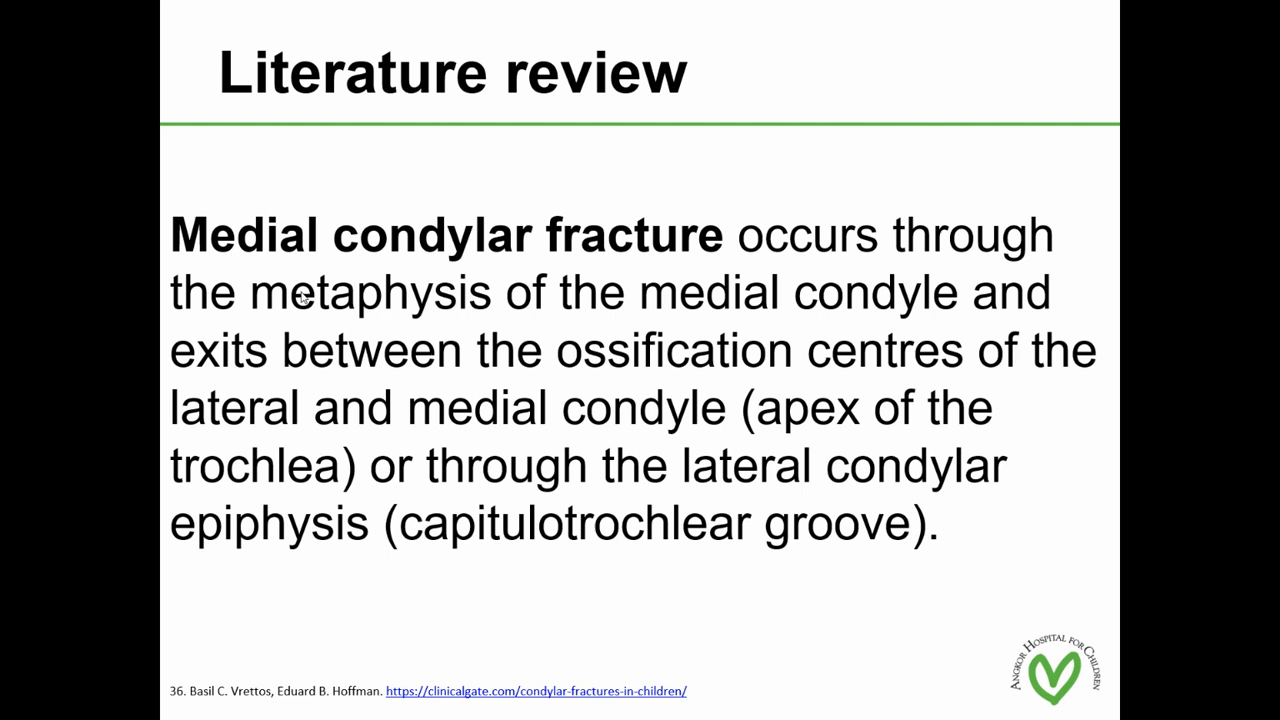 Literature review
Medial condylar fracture occurs through
the metaphysis of the medial condyle and
exits between the ossification centres of the
lateral and medial condyle (apex of the
trochlea) or through the lateral condylar
epiphysis (capitulotrochlear groove).
36. Basil C. Vrettos, Eduard B. Hoffman. https://clinicalgate.com/condylar-fractures-in-children/
ANGKOR HOSPITAL FOR CHILDREN